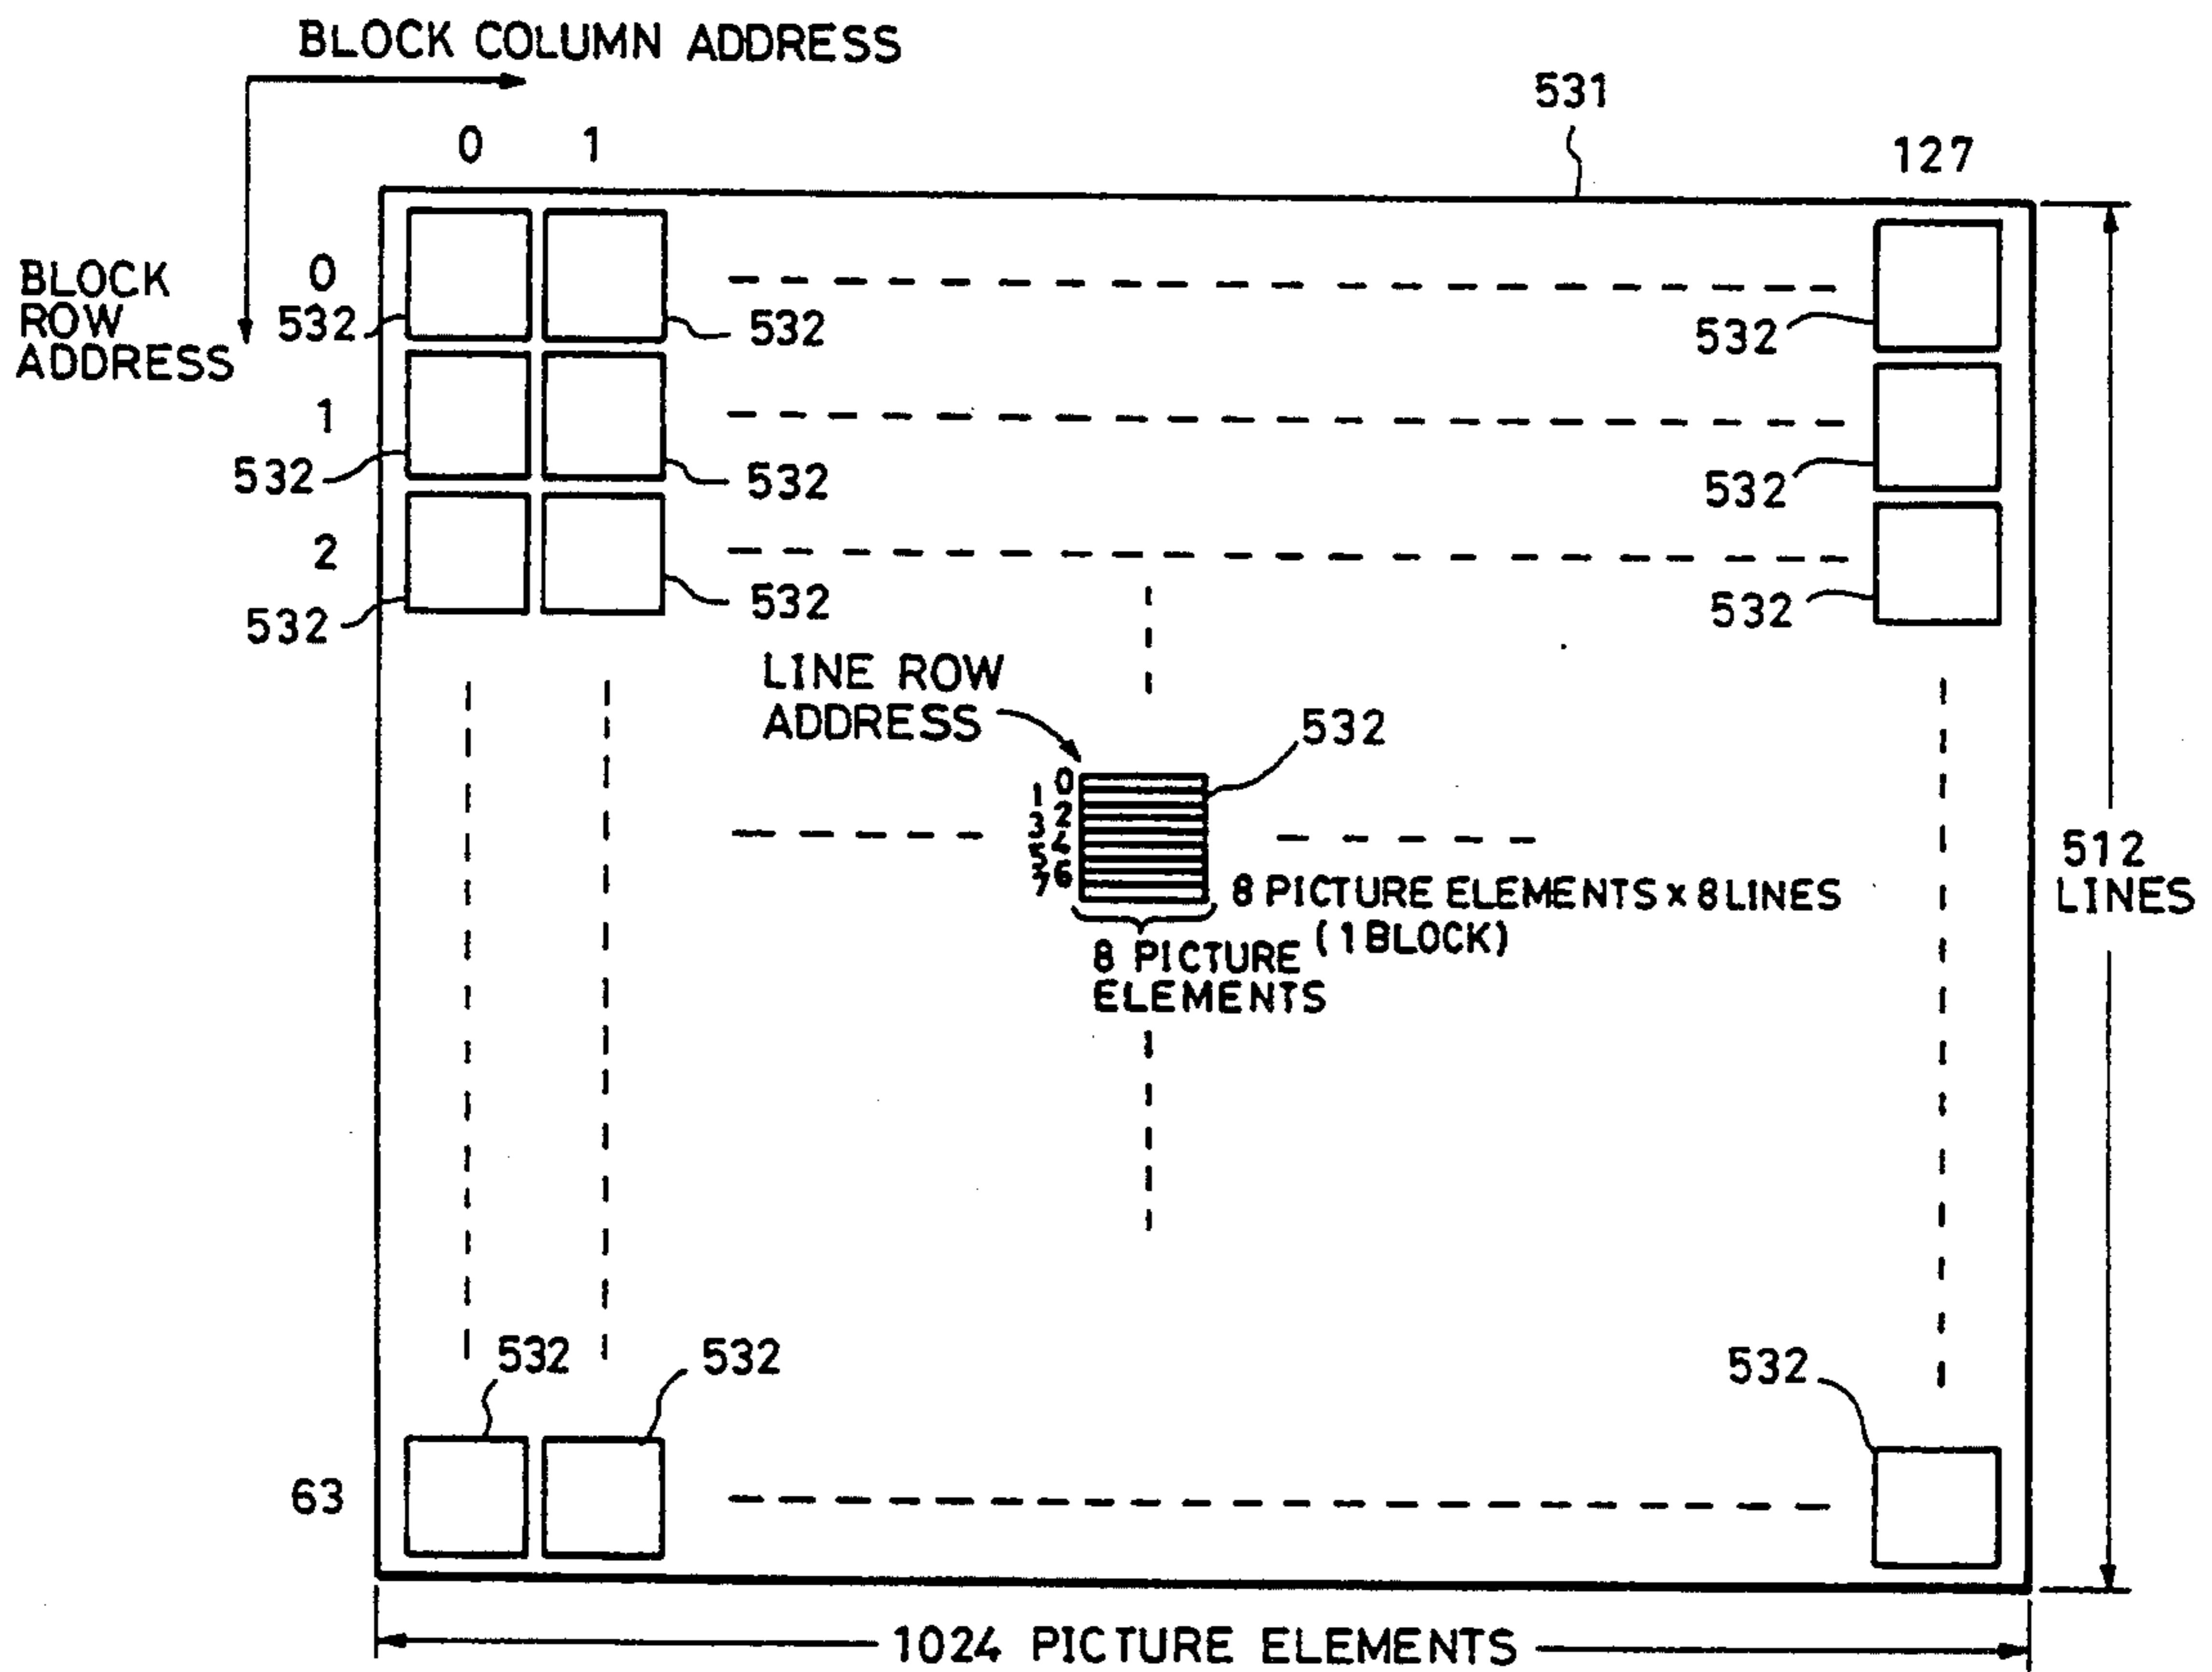 BLOCK COLUMN ADDRESS
531
0 1 127
BLOCK
ROW
ADDRESS
0
532 532 532
1
532 532 532
2
532 532 532
LINE ROW
ADDRESS
532
0
1
2
3
4
5
6
7
8 PICTURE ELEMENTS x 8 LINES
(1 BLOCK)
8 PICTURE
ELEMENTS
512
LINES
532 532 532
63
1024 PICTURE ELEMENTS